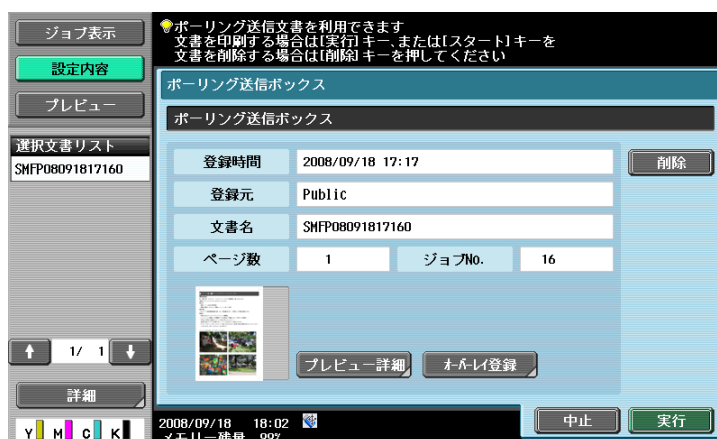 ジョブ表示
設定内容
プレビュー
選択文書リスト
SMFP08091817160
1/ 1
詳細
Y M C K
ポーリング送信文書を利用できます
文書を印刷する場合は[実行]キー、または[スタート]キーを
文書を削除する場合は[削除]キーを押してください
ポーリング送信ボックス
ポーリング送信ボックス
登録時間 2008/09/18 17:17
削除
登録元 Public
文書名 SMFP08091817160
ページ数 1 ジョブNo. 16
プレビュー詳細 オーバーレイ登録
2008/09/18 18:02
メモリー残量 99%
中止 実行